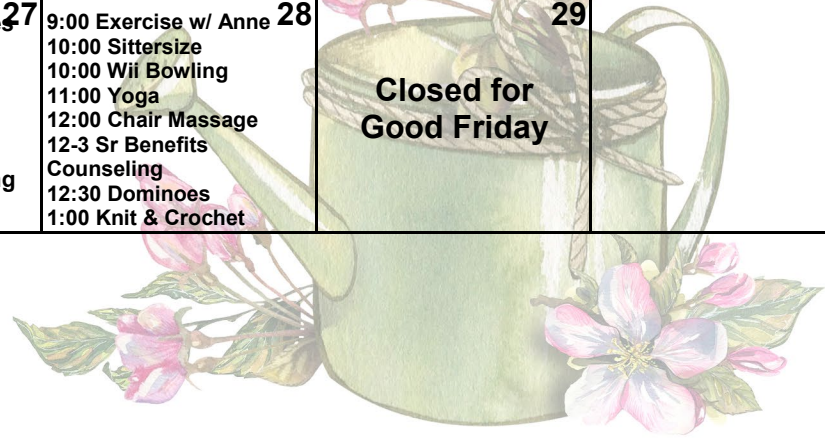 27
9:00 Exercise w/ Anne 28
10:00 Sittersize
10:00 Wii Bowling
11:00 Yoga
12:00 Chair Massage
12-3 Sr Benefits
Counseling
12:30 Dominoes
1:00 Knit & Crochet
29
Closed for
Good Friday